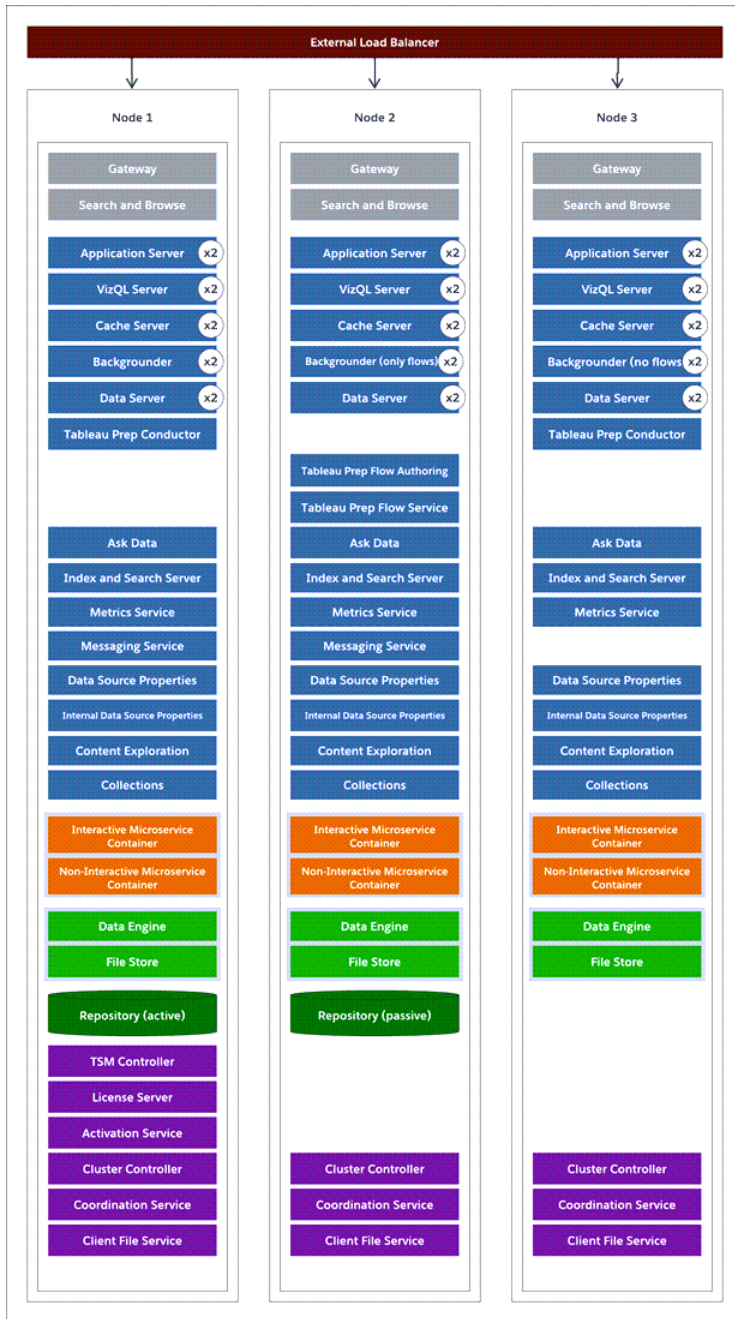 External Load Balancer
Node 1
Gateway
Search and Browse
Application Server x2
VizQL Server x2
Cache Server x2
Backgrounder x2
Data Server x2
Tableau Prep Conductor
Ask Data
Index and Search Server
Metrics Service
Messaging Service
Data Source Properties
Internal Data Source Properties
Content Exploration
Collections
Interactive Microservice
Container
Non-Interactive Microservice
Container
Data Engine
File Store
Repository (active)
TSM Controller
License Server
Activation Service
Cluster Controller
Coordination Service
Client File Service
Node 2
Gateway
Search and Browse
Application Server x2
VizQL Server x2
Cache Server x2
Backgrounder (only flows) x2
Data Server x2
Tableau Prep Flow Authoring
Tableau Prep Flow Service
Ask Data
Index and Search Server
Metrics Service
Messaging Service
Data Source Properties
Internal Data Source Properties
Content Exploration
Collections
Interactive Microservice
Container
Non-Interactive Microservice
Container
Data Engine
File Store
Repository (passive)
Cluster Controller
Coordination Service
Client File Service
Node 3
Gateway
Search and Browse
Application Server x2
VizQL Server x2
Cache Server x2
Backgrounder (no flows x2
Data Server x2
Tableau Prep Conductor
Ask Data
Index and Search Server
Metrics Service
Data Source Properties
Internal Data Source Properties
Content Exploration
Collections
Interactive Microservice
Container
Non-Interactive Microservice
Container
Data Engine
File Store
Cluster Controller
Coordination Service
Client File Service